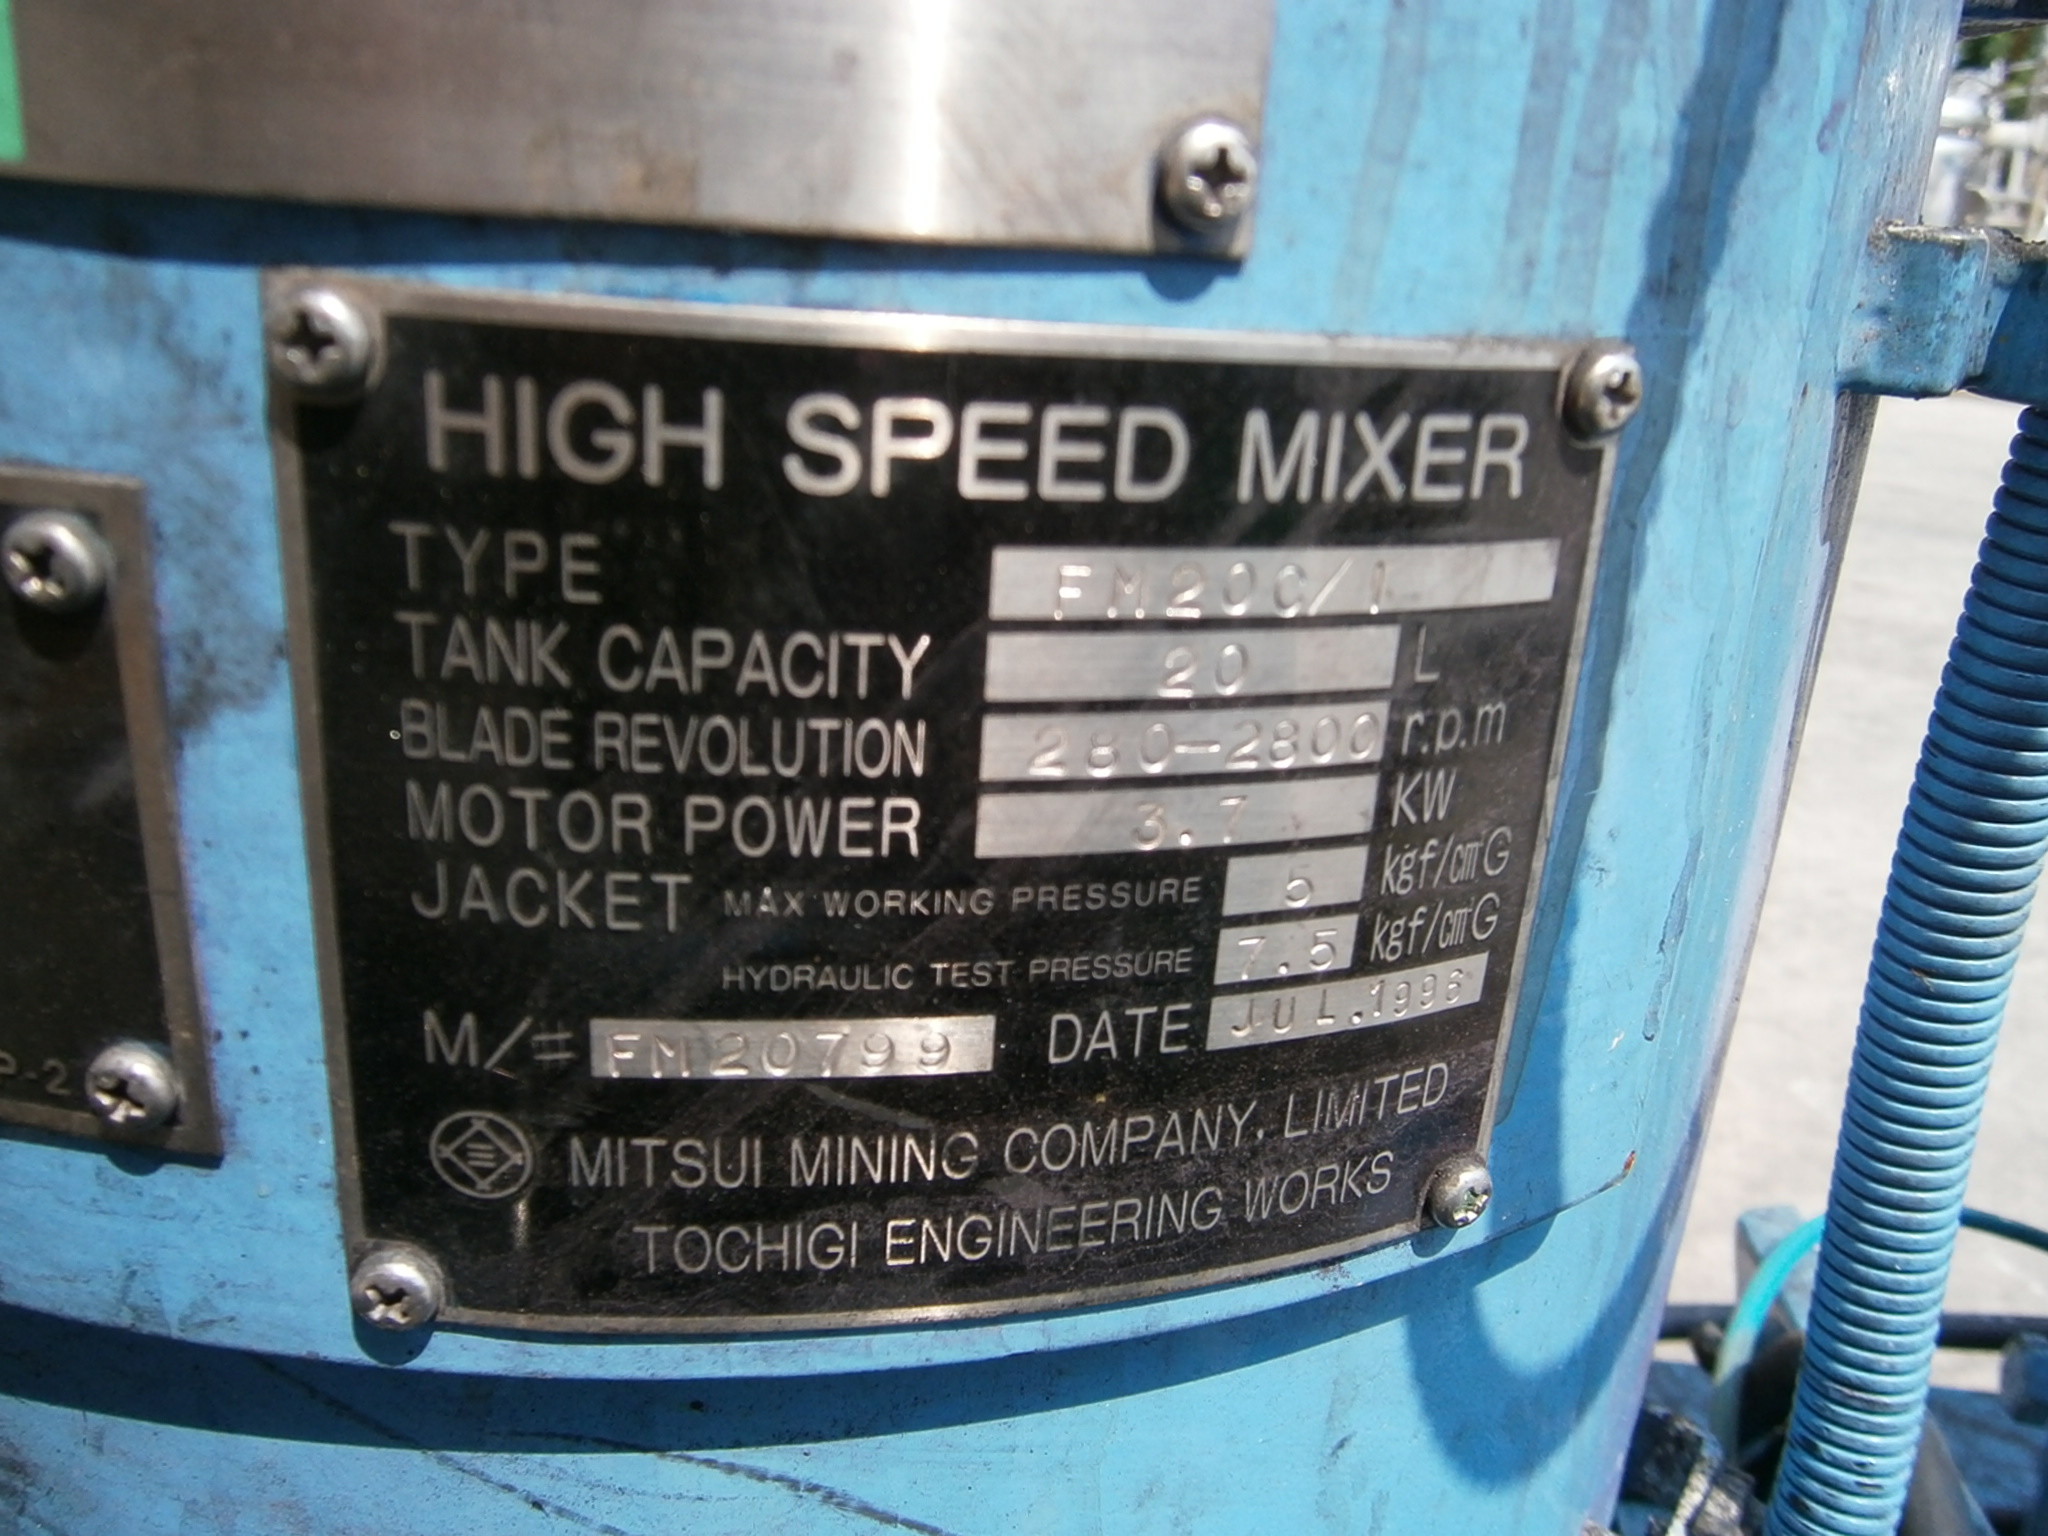 HIGH SPEED MIXER
TYPE FM20C/1
TANK CAPACITY 20 L
BLADE REVOLUTION 280-2800 r.p.m
MOTOR POWER 3.7 KW
JACKET MAX WORKING PRESSURE 5 kgf/cm²G
HYDRAULIC TEST PRESSURE 7.5 kgf/cm²G
M/# FM20799 DATE JUL.1996
MITSUI MINING COMPANY, LIMITED
TOCHIGI ENGINEERING WORKS
P-2